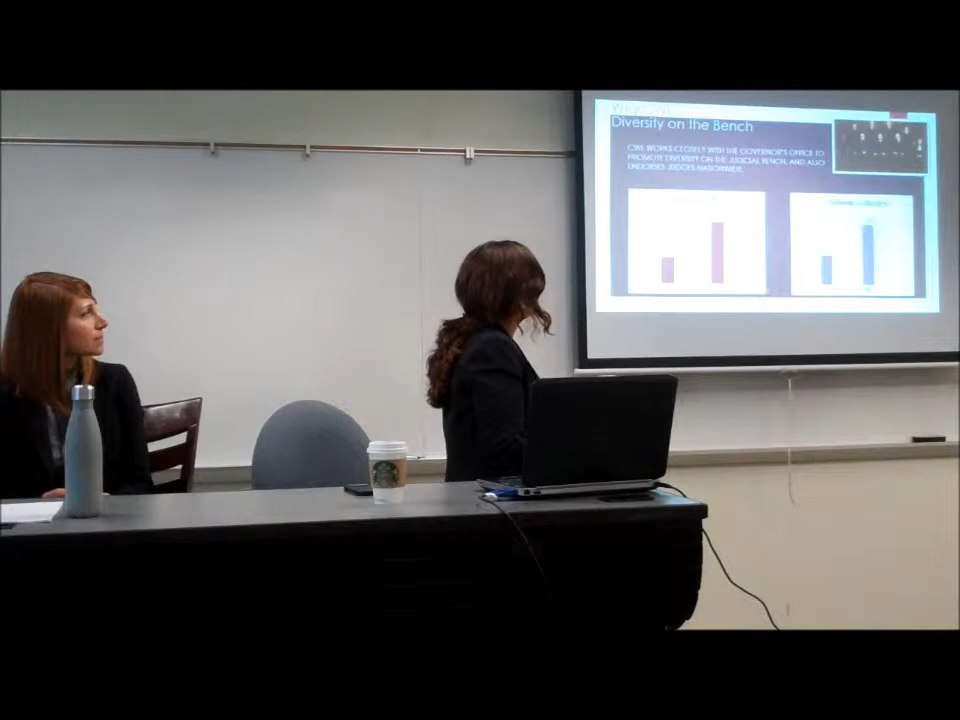 Diversity on the Bench
CWL WORKS CLOSELY WITH THE GOVERNOR'S OFFICE TO
PROMOTE DIVERSITY ON THE JUDICIAL BENCH, AND ALSO
ENDORSES JUDGES NATIONWIDE.